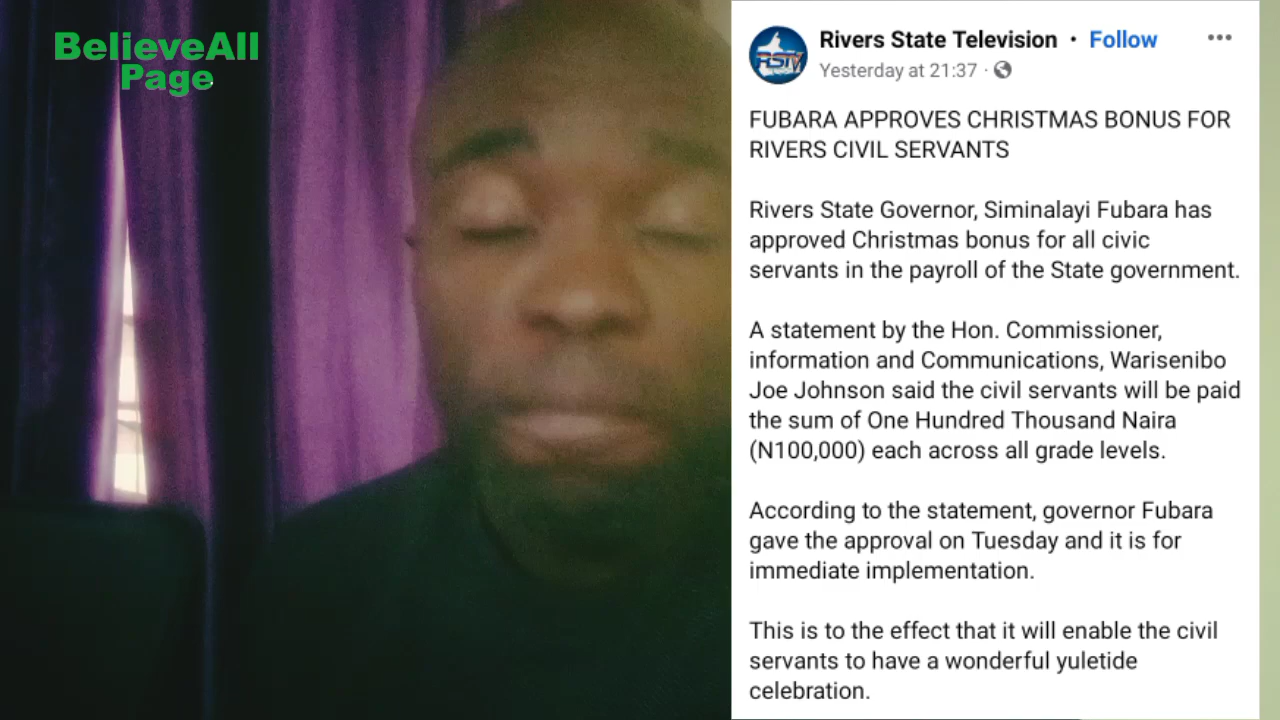 BelieveAll
Page
RSTV
Rivers State Television • Follow •••
Yesterday at 21:37 ·
FUBARA APPROVES CHRISTMAS BONUS FOR
RIVERS CIVIL SERVANTS
Rivers State Governor, Siminalayi Fubara has
approved Christmas bonus for all civic
servants in the payroll of the State government.
A statement by the Hon. Commissioner,
information and Communications, Warisenibo
Joe Johnson said the civil servants will be paid
the sum of One Hundred Thousand Naira
(N100,000) each across all grade levels.
According to the statement, governor Fubara
gave the approval on Tuesday and it is for
immediate implementation.
This is to the effect that it will enable the civil
servants to have a wonderful yuletide
celebration.